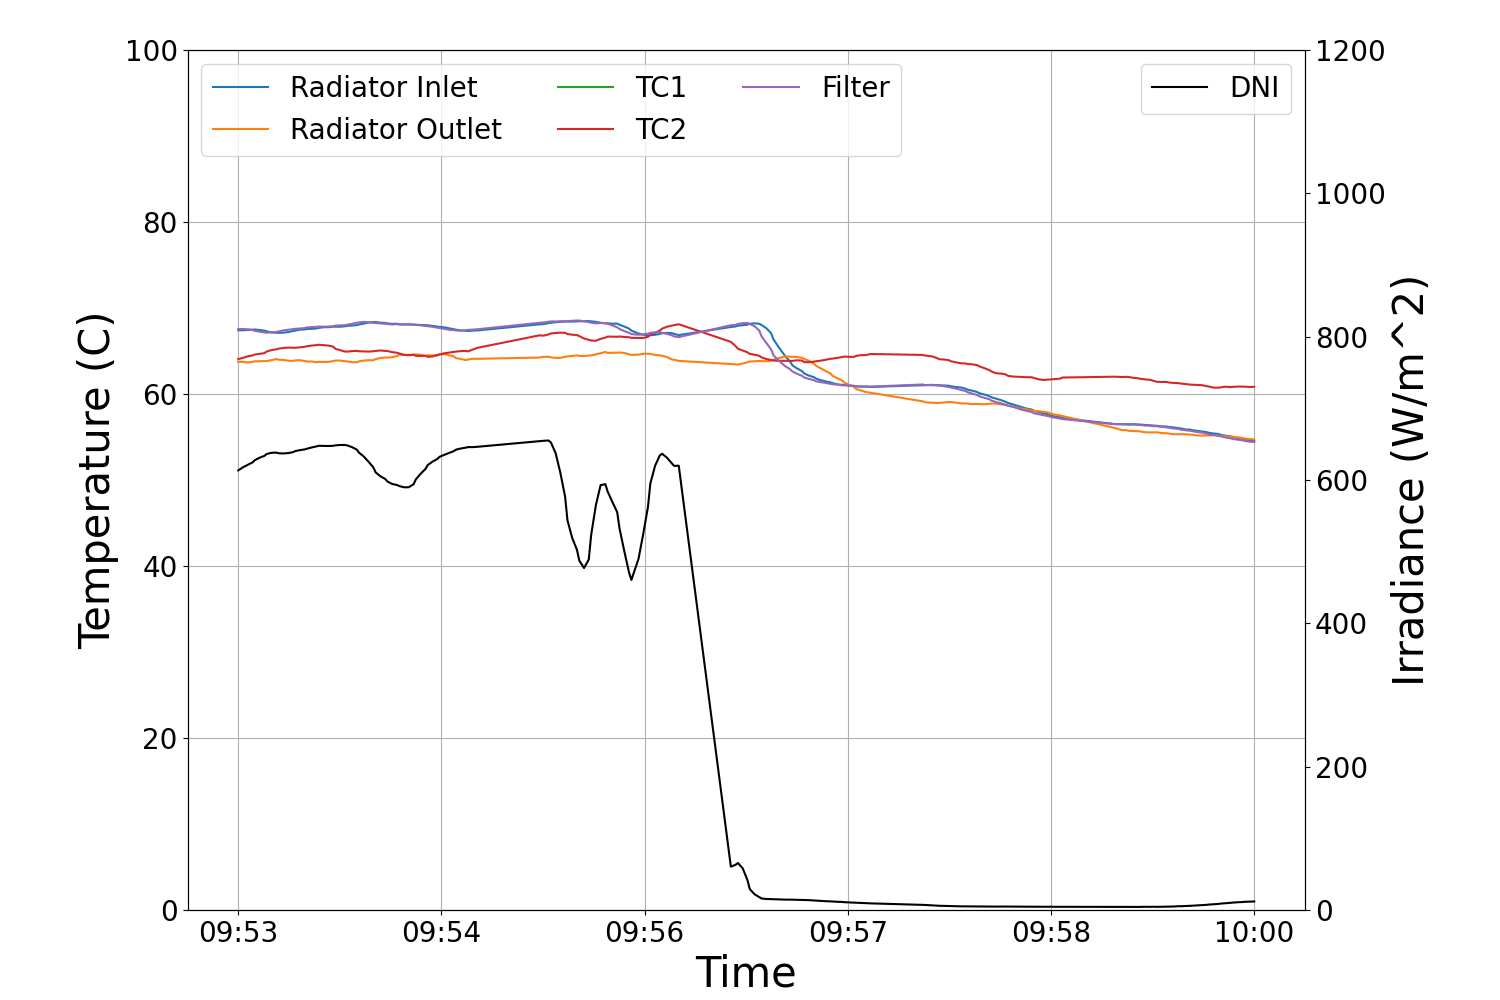 Radiator Inlet
Radiator Outlet
TC1
TC2
Filter
DNI
100
80
60
40
20
0
Temperature (C)
1200
1000
800
600
400
200
0
Irradiance (W/m^2)
09:53 09:54 09:56 09:57 09:58 10:00
Time